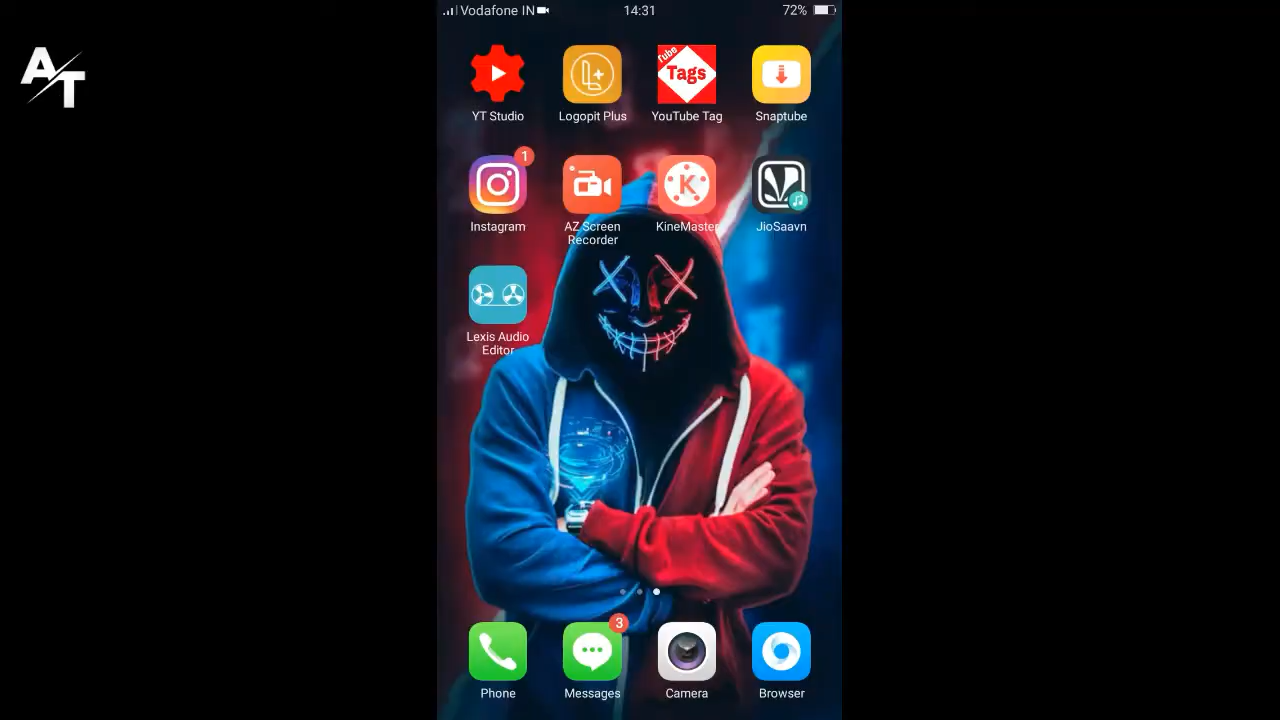 Vodafone IN 14:31 72%
AT
Tube
Tags
YT Studio Logopit Plus YouTube Tag Snaptube
1
K
Instagram AZ Screen KineMaster JioSaavn
Recorder
Lexis Audio
Editor
3
Phone Messages Camera Browser